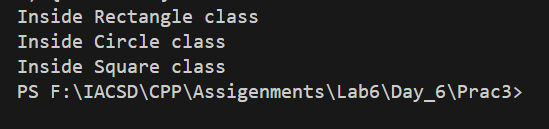 Inside Rectangle class
Inside Circle class
Inside Square class
PS F:\IACSD\CPP\Assigenments\Lab6\Day_6\Prac3>